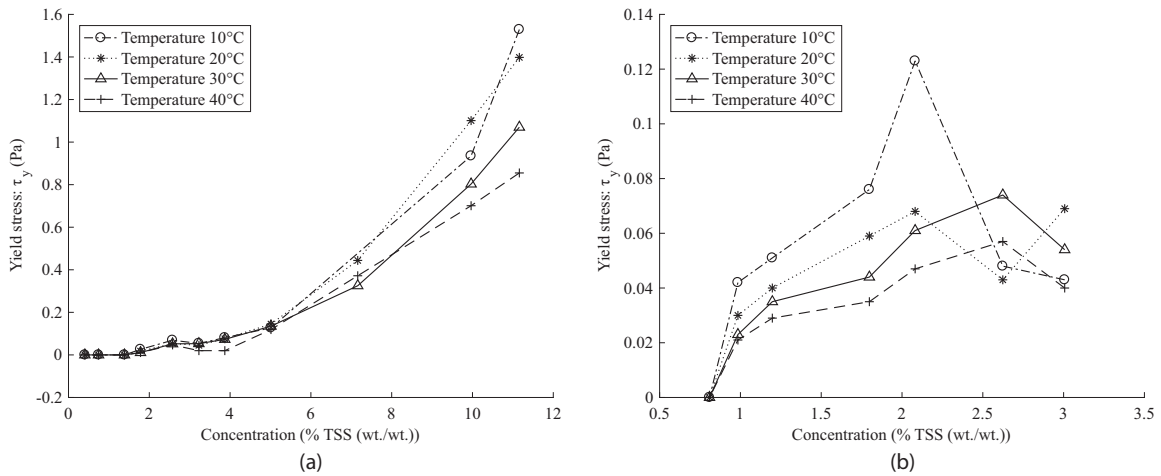 1.6
1.4
1.2
1
0.8
0.6
0.4
0.2
0
-0.2
Yield stress: τ_y (Pa)
Temperature 10°C
Temperature 20°C
Temperature 30°C
Temperature 40°C
0 2 4 6 8 10 12
Concentration (% TSS (wt./wt.))
(a)
0.14
0.12
0.1
0.08
0.06
0.04
0.02
0
Yield stress: τ_y (Pa)
Temperature 10°C
Temperature 20°C
Temperature 30°C
Temperature 40°C
0.5 1 1.5 2 2.5 3 3.5
Concentration (% TSS (wt./wt.))
(b)